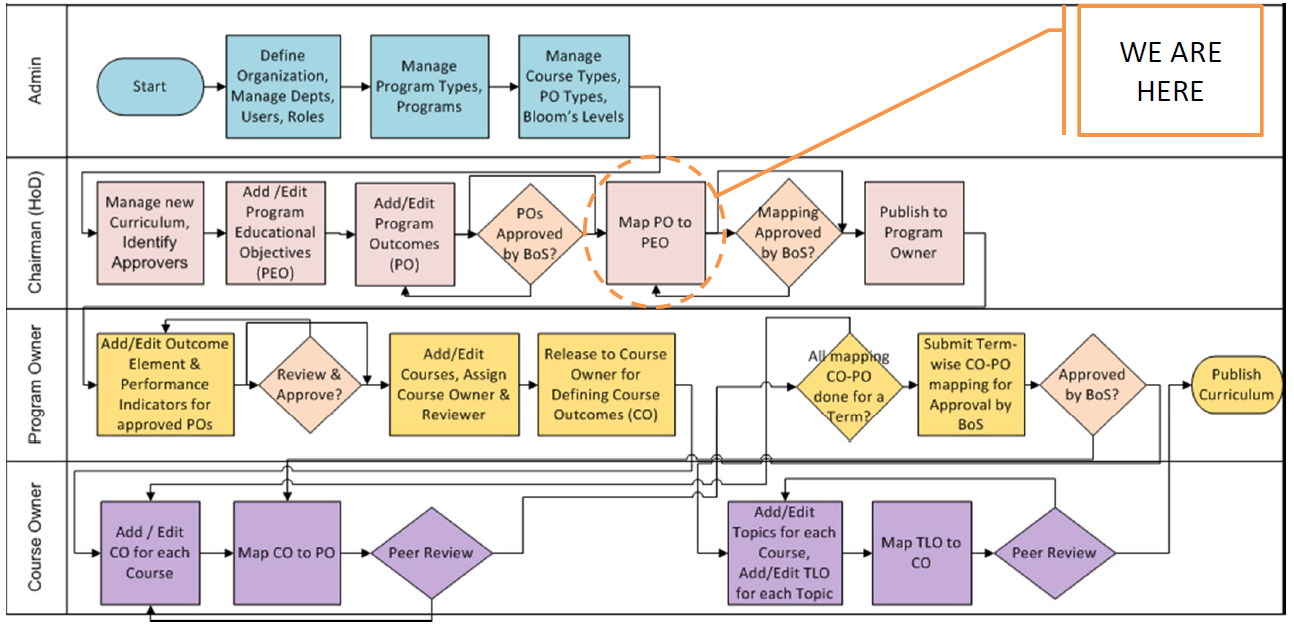 WE ARE
HERE
Admin
Start
Define
Organization,
Manage Depts,
Users, Roles
Manage
Program Types,
Programs
Manage
Course Types,
PO Types,
Bloom's Levels
Chairman (HoD)
Manage new
Curriculum,
Identify
Approvers
Add /Edit
Program
Educational
Objectives
(PEO)
Add/Edit
Program
Outcomes
(PO)
POs
Approved
by BoS?
Map PO to
PEO
Mapping
Approved
by BoS?
Publish to
Program
Owner
Program Owner
Add/Edit Outcome
Element &
Performance
Indicators for
approved POs
Review &
Approve?
Add/Edit
Courses, Assign
Course Owner &
Reviewer
Release to Course
Owner for
Defining Course
Outcomes (CO)
All mapping
CO-PO
done for a
Term?
Submit Term-
wise CO-PO
mapping for
Approval by
BoS
Approved
by BoS?
Publish
Curriculum
Course Owner
Add / Edit
CO for each
Course
Map CO to PO
Peer Review
Add/Edit
Topics for each
Course,
Add/Edit TLO
for each Topic
Map TLO to
CO
Peer Review